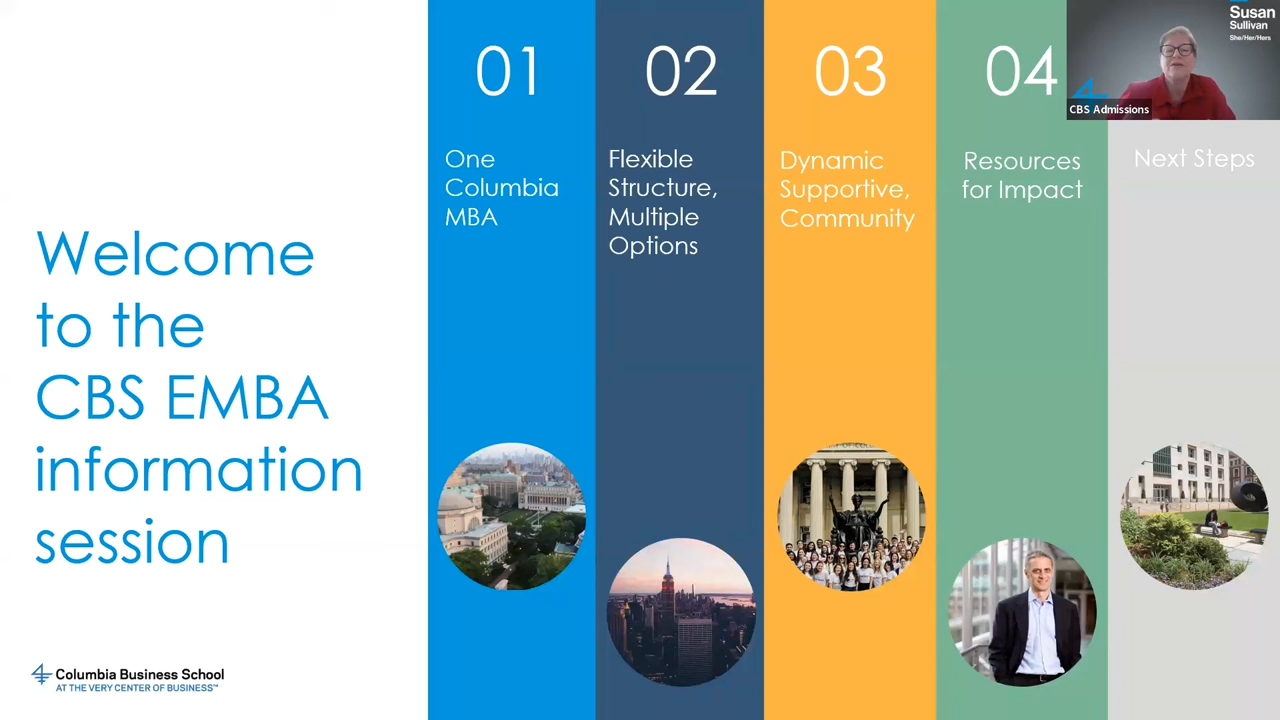 Welcome
to the
CBS EMBA
information
session
Columbia Business School
AT THE VERY CENTER OF BUSINESS™
01
One
Columbia
MBA
02
Flexible
Structure,
Multiple
Options
03
Dynamic
Supportive,
Community
04
Resources
for Impact
Next Steps
Susan
Sullivan
She/Her/Hers
CBS Admissions